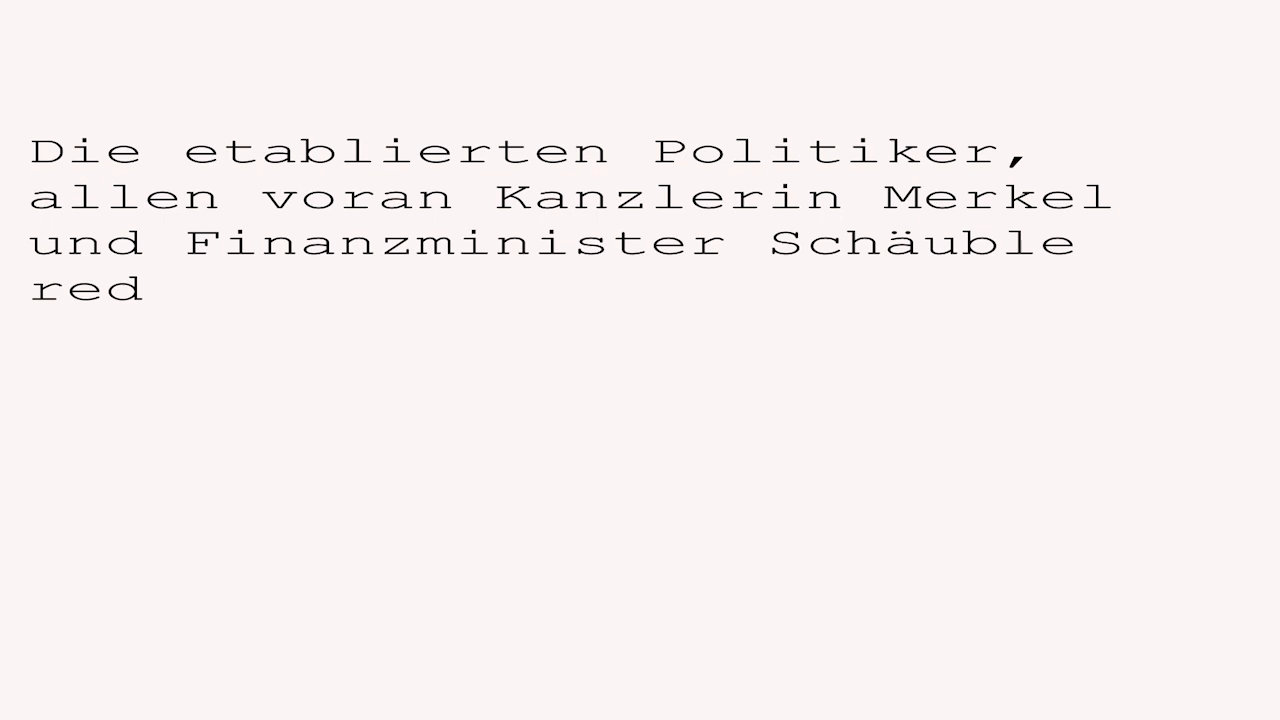 Die etablierten Politiker,
allen voran Kanzlerin Merkel
und Finanzminister Schäuble
red